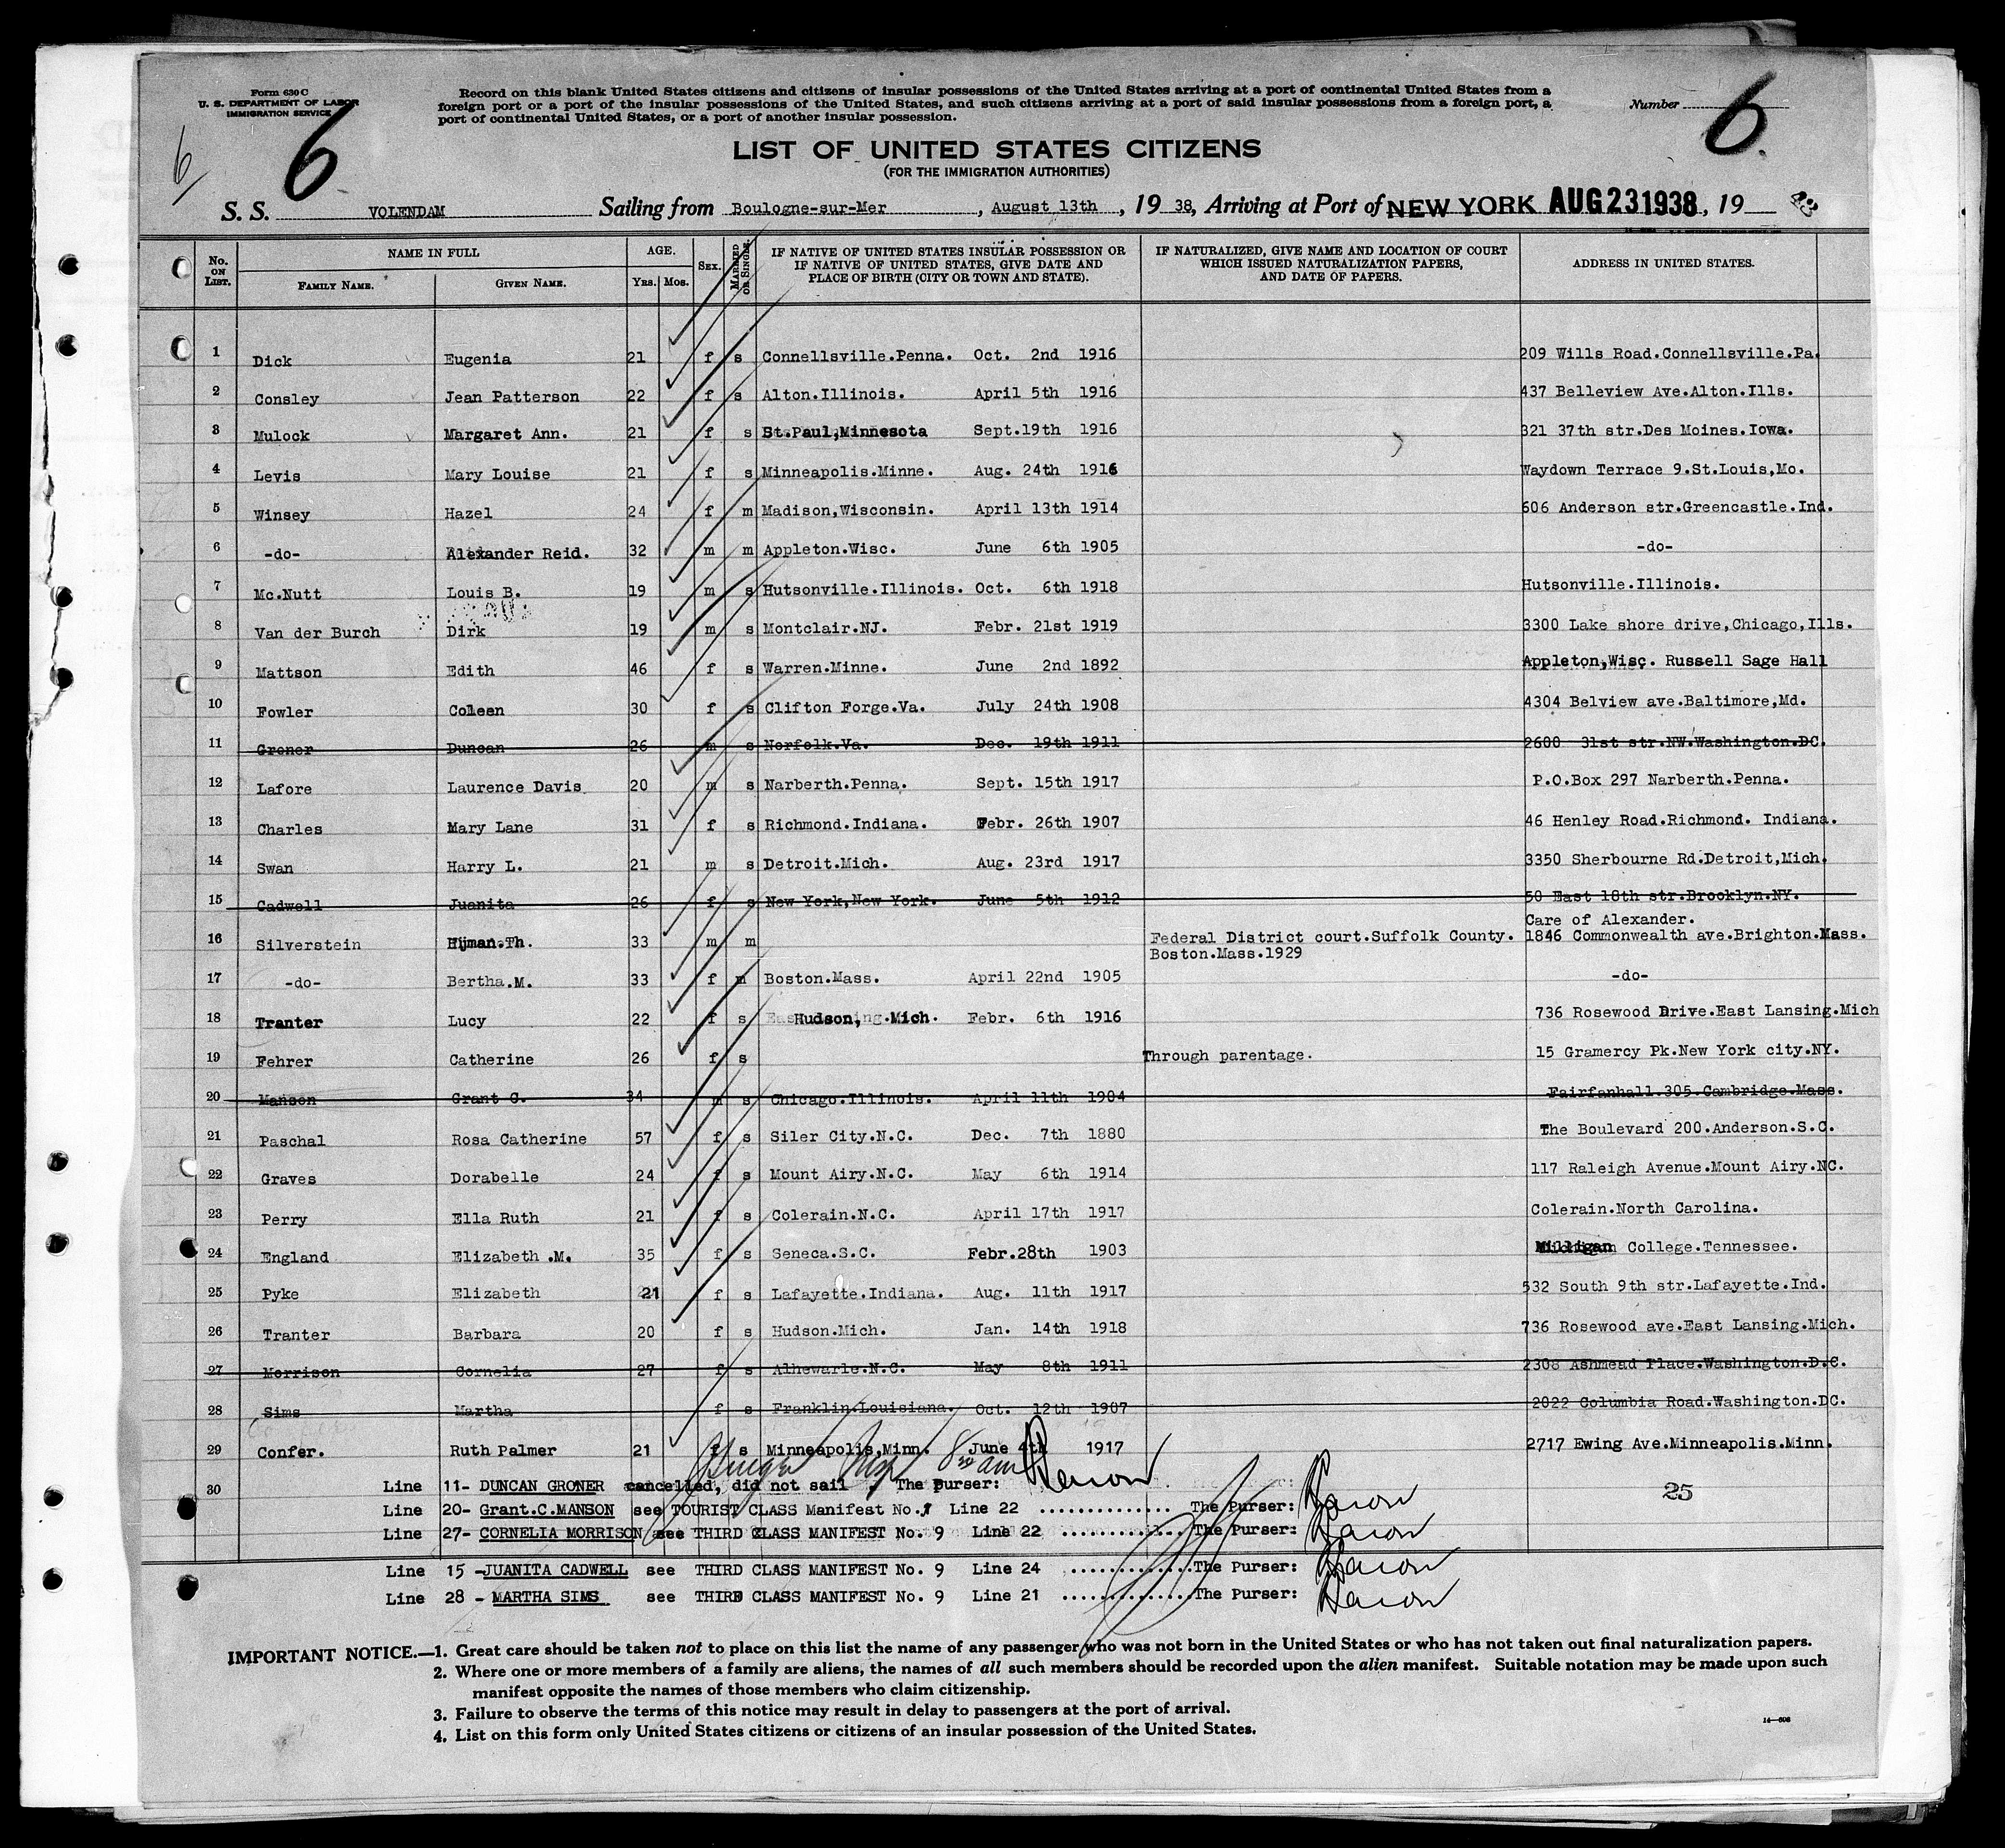 Form 630 C
U. S. DEPARTMENT OF LABOR
IMMIGRATION SERVICE
Record on this blank United States citizens and citizens of insular possessions of the United States arriving at a port of continental United States from a
foreign port or a port of the insular possessions of the United States, and such citizens arriving at a port of said insular possessions from a foreign port, a
port of continental United States, or a port of another insular possession.
Number 6
6
6
LIST OF UNITED STATES CITIZENS
(FOR THE IMMIGRATION AUTHORITIES)
S. S. VOLENDAM Sailing from Boulogne-sur-Mer, August 13th, 19 38, Arriving at Port of NEW YORK AUG 23 1938, 19
No. ON LIST. NAME IN FULL FAMILY NAME. GIVEN NAME. AGE. YRS. MOS. SEX. MARRIED OR SINGLE. IF NATIVE OF UNITED STATES INSULAR POSSESSION OR IF NATIVE OF UNITED STATES, GIVE DATE AND PLACE OF BIRTH (CITY OR TOWN AND STATE). IF NATURALIZED, GIVE NAME AND LOCATION OF COURT WHICH ISSUED NATURALIZATION PAPERS, AND DATE OF PAPERS. ADDRESS IN UNITED STATES.
1 Dick Eugenia 21 f s Connellsville.Penna. Oct. 2nd 1916 209 Wills Road.Connellsville.Pa.
2 Consley Jean Patterson 22 f s Alton.Illinois. April 5th 1916 437 Belleview Ave.Alton.Ills.
3 Mulock Margaret Ann. 21 f s St.Paul,Minnesota Sept.19th 1916 321 37th str.Des Moines.Iowa.
4 Levis Mary Louise 21 f s Minneapolis.Minne. Aug. 24th 1916 Waydown Terrace 9.St.Louis,Mo.
5 Winsey Hazel 24 f m Madison,Wisconsin. April 13th 1914 606 Anderson str.Greencastle.Ind.
6 -do- Alexander Reid. 32 m m Appleton.Wisc. June 6th 1905 -do-
7 Mc.Nutt Louis B. 19 m s Hutsonville.Illinois. Oct. 6th 1918 Hutsonville.Illinois.
8 Van der Burch Dirk 19 m s Montclair.NJ. Febr. 21st 1919 3300 Lake shore drive,Chicago,Ills.
9 Mattson Edith 46 f s Warren.Minne. June 2nd 1892 Appleton,Wisc. Russell Sage Hall
10 Fowler Coleen 30 f s Clifton Forge.Va. July 24th 1908 4304 Belview ave.Baltimore,Md.
11 Groner Duncan 26 m s Norfolk.Va. Dec. 19th 1911 2600 31st str.NW.Washington.DC.
12 Lafore Laurence Davis 20 m s Narberth.Penna. Sept. 15th 1917 P.O.Box 297 Narberth.Penna.
13 Charles Mary Lane 31 f s Richmond.Indiana. Febr. 26th 1907 46 Henley Road.Richmond. Indiana.
14 Swan Harry L. 21 m s Detroit.Mich. Aug. 23rd 1917 3350 Sherbourne Rd.Detroit,Mich.
15 Cadwell Juanita 26 f s New York,New York. June 5th 1912 50 East 18th str.Brooklyn.NY.
Care of Alexander.
16 Silverstein Hyman.Th. 33 m m Federal District court.Suffolk County. 1846 Commonwealth ave.Brighton.Mass.
Boston.Mass.1929
17 -do- Bertha.M. 33 f m Boston.Mass. April 22nd 1905 -do-
18 Tranter Lucy 22 f s Hudson, Mich. Febr. 6th 1916 736 Rosewood Drive.East Lansing.Mich
19 Fehrer Catherine 26 f s Through parentage. 15 Gramercy Pk.New York city.NY.
20 Manson Grant C. 34 m s Chicago.Illinois. April 11th 1904 Fairfanhall.305.Cambridge.Mass.
21 Paschal Rosa Catherine 57 f s Siler City.N.C. Dec. 7th 1880 The Boulevard 200.Anderson.S.C.
22 Graves Dorabelle 24 f s Mount Airy.N.C. May 6th 1914 117 Raleigh Avenue.Mount Airy.NC.
23 Perry Ella Ruth 21 f s Colerain.N.C. April 17th 1917 Colerain.North Carolina.
24 England Elizabeth .M. 35 f s Seneca.S.C. Febr.28th 1903 Milligan College.Tennessee.
25 Pyke Elizabeth 21 f s Lafayette.Indiana. Aug. 11th 1917 532 South 9th str.Lafayette.Ind.
26 Tranter Barbara 20 f s Hudson.Mich. Jan. 14th 1918 736 Rosewood ave.East Lansing.Mich.
27 Morrison Cornelia 27 f s Alhewarle.N.C. May 8th 1911 2308 Ashmead Place.Washington.D.C.
28 Sims Martha f s Franklin.Louisiana. Oct. 12th 1907 2022 Columbia Road.Washington.DC.
29 Confer. Ruth Palmer 21 f s Minneapolis,Minn. June 4th 1917 2717 Ewing Ave.Minneapolis.Minn.
30 Line 11- DUNCAN GRONER cancelled, did not sail The Purser: 25
Line 20- Grant.C.MANSON see TOURIST CLASS Manifest No.1 Line 22 The Purser:
Line 27- CORNELIA MORRISON see THIRD CLASS MANIFEST No. 9 Line 22 The Purser:
Line 15 -JUANITA CADWELL see THIRD CLASS MANIFEST No. 9 Line 24 The Purser:
Line 28 - MARTHA SIMS see THIRD CLASS MANIFEST No. 9 Line 21 The Purser:
IMPORTANT NOTICE.—1. Great care should be taken not to place on this list the name of any passenger who was not born in the United States or who has not taken out final naturalization papers.
2. Where one or more members of a family are aliens, the names of all such members should be recorded upon the alien manifest. Suitable notation may be made upon such
manifest opposite the names of those members who claim citizenship.
3. Failure to observe the terms of this notice may result in delay to passengers at the port of arrival.
4. List on this form only United States citizens or citizens of an insular possession of the United States.
14—606